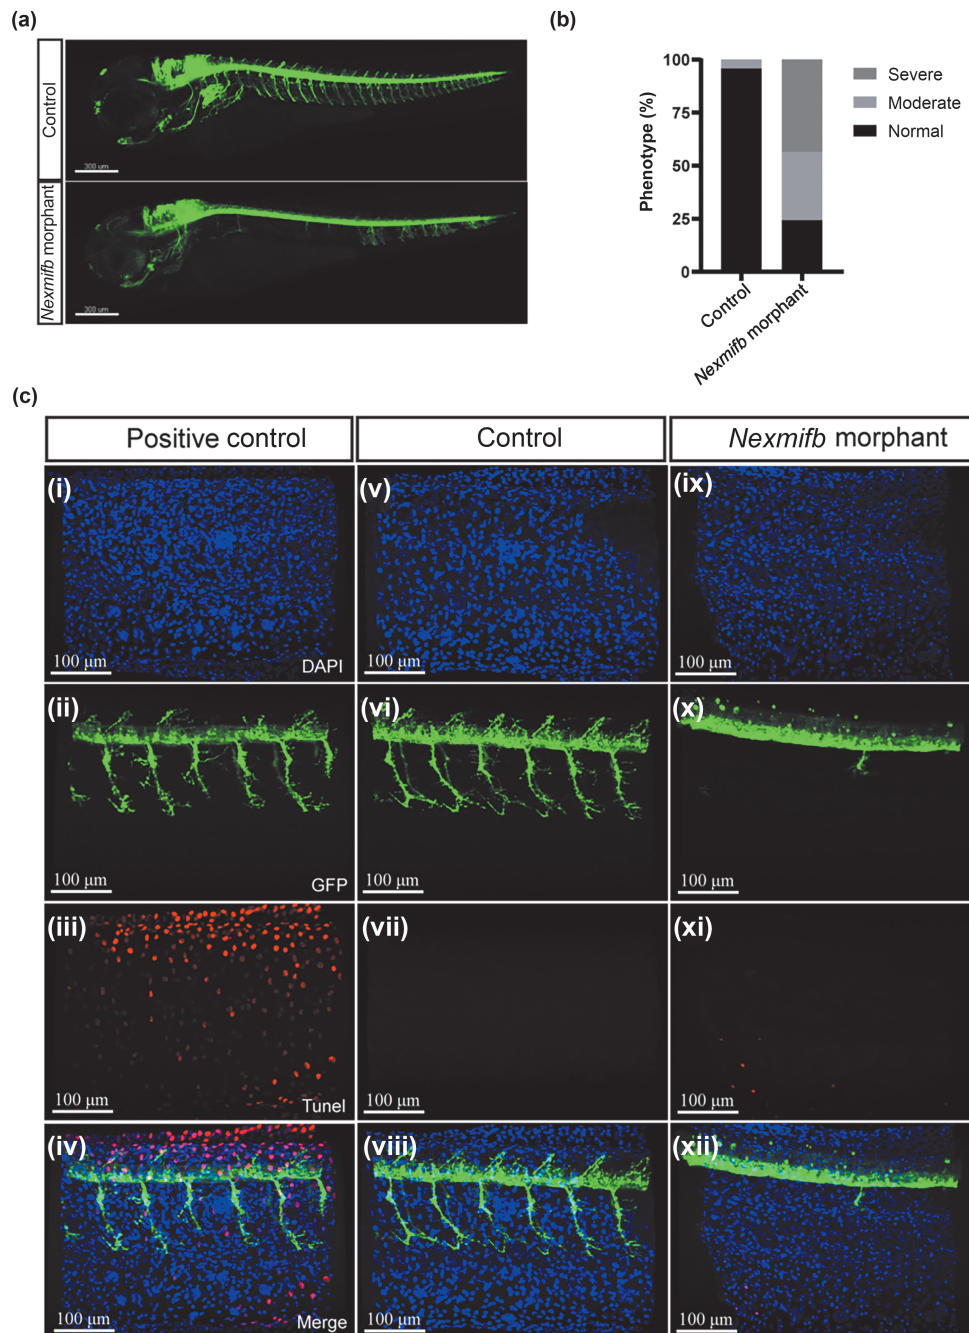 (a)
Control
300 um
Nexmifb morphant
300 um
(b)
Phenotype (%)
100
75
50
25
0
Control
Nexmifb morphant
Severe
Moderate
Normal
(c)
Positive control
Control
Nexmifb morphant
(i)
100 μm
DAPI
(v)
100 μm
(ix)
100 μm
(ii)
100 μm
GFP
(vi)
100 μm
(x)
100 μm
(iii)
100 μm
Tunel
(vii)
100 μm
(xi)
100 μm
(iv)
100 μm
Merge
(viii)
100 μm
(xii)
100 μm